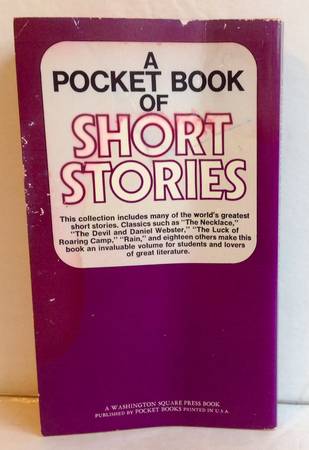 A
POCKET BOOK
OF
SHORT
STORIES
This collection includes many of the world's greatest
short stories. Classics such as "The Necklace,"
"The Devil and Daniel Webster," "The Luck of
Roaring Camp," "Rain," and eighteen others make this
book an invaluable volume for students and lovers
of great literature.
A WASHINGTON SQUARE PRESS BOOK
PUBLISHED BY POCKET BOOKS PRINTED IN U.S.A.